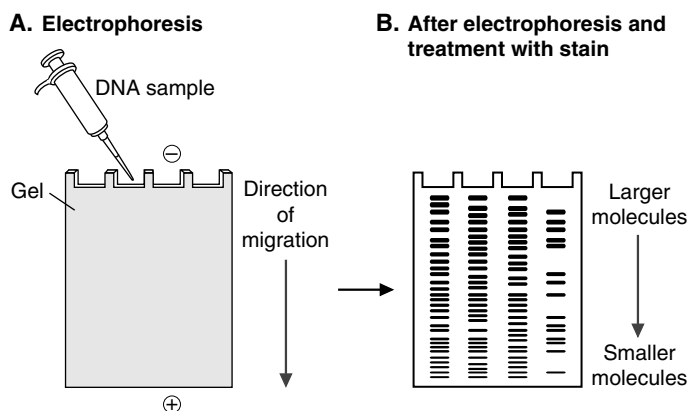 A. Electrophoresis
DNA sample
−
Gel
Direction
of
migration
+
B. After electrophoresis and
treatment with stain
Larger
molecules
Smaller
molecules